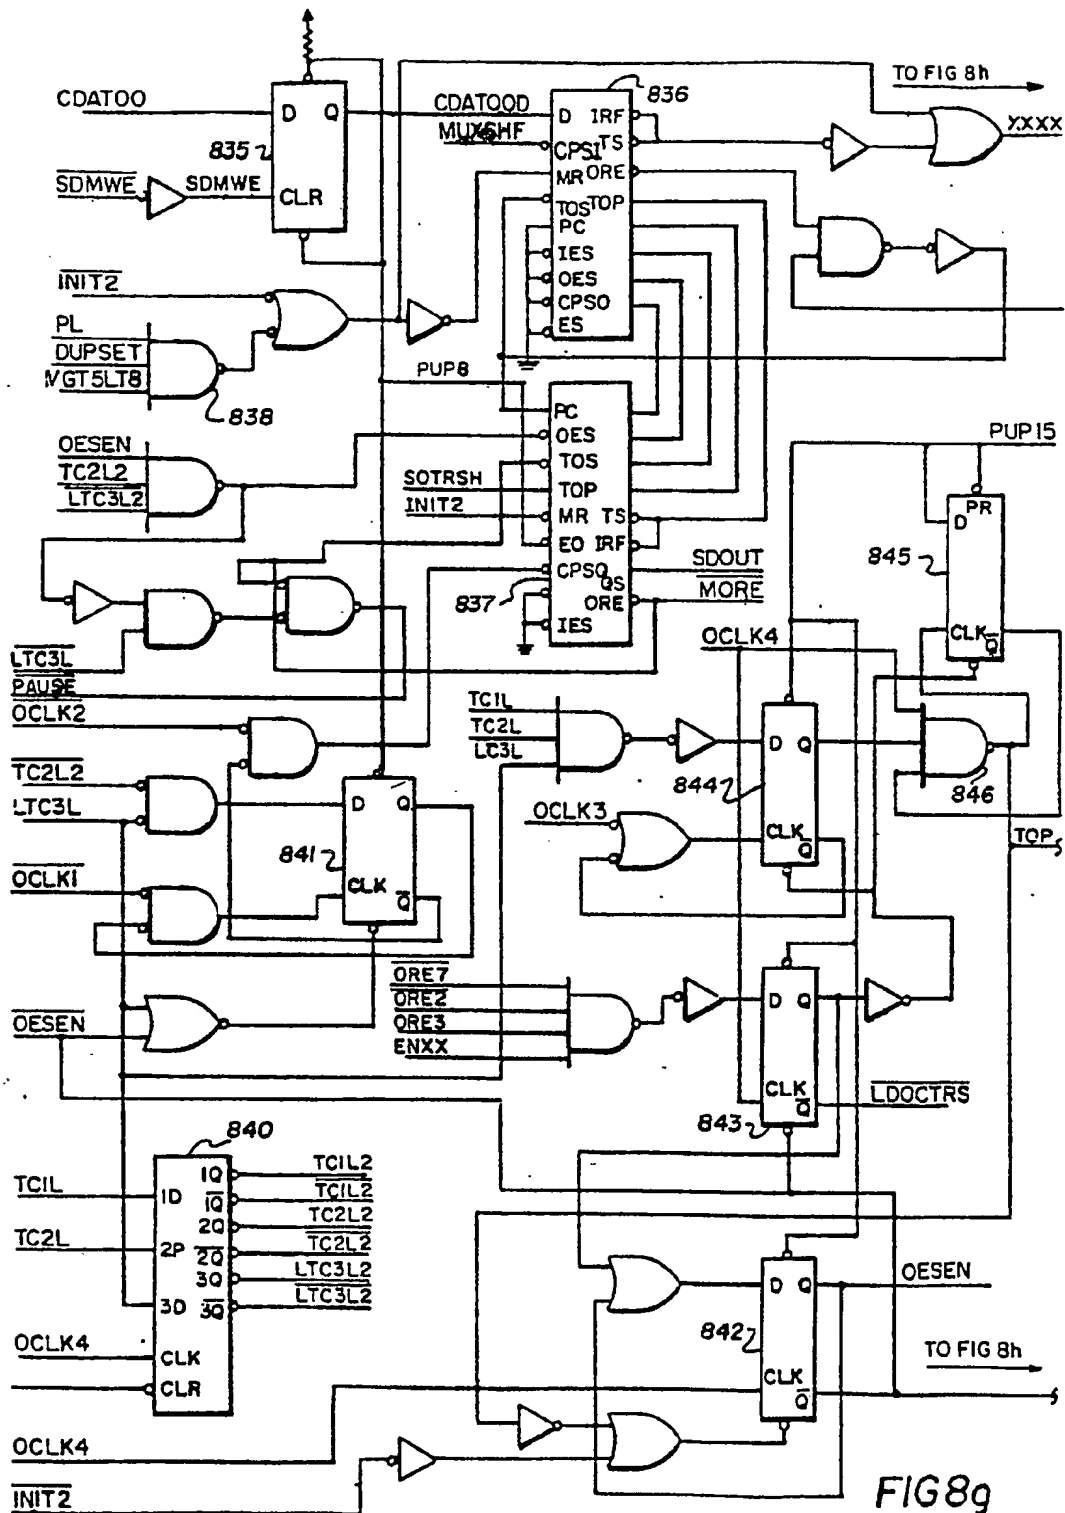 TO FIG 8h
836
CDATOO
D Q
CDATOOD
MUXSHF
D IRF
CPSI TS
MR ORE
TOS TOP
PC
IES
OES
CPSO
ES
YXXX
835
SDMWE
SDMWE
CLR
INIT2
PL
DUPSET
838
PUP8
PC
OES
TOS
TOP
MR TS
EO IRF
CPSO QS
ORE
IES
837
OESEN
TC2L2
LTC3L2
SOTRSH
INIT2
SDOUT
MORE
PUP15
PR
D
845
CLK Q
LTC3L
PAUSE
OCLK2
TC2L2
LTC3L
OCLK1
D Q
841
CLK Q
OCLK4
TC1L
TC2L
LC3L
D Q
844
CLK Q
OCLK3
846
TOP
ORE7
ORE2
ORE3
ENXX
D Q
CLK Q
843
LDOCTRS
OESEN
840
TC1L
TC2L
1D 1Q
1Q
2P 2Q
2Q
3Q
3D 3Q
CLK
CLR
TC1L2
TC1L2
TC2L2
TC2L2
LTC3L2
LTC3L2
OCLK4
D Q
842
CLK Q
OESEN
TO FIG 8h
OCLK4
INIT2
FIG 8g